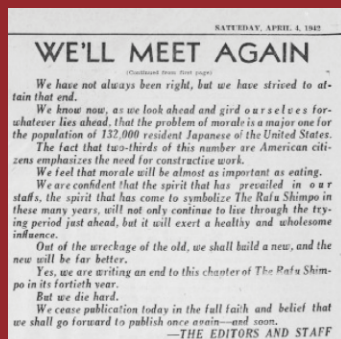 SATURDAY, APRIL 4, 1942
WE'LL MEET AGAIN
(Continued from first page)
We have not always been right, but we have strived to at-
tain that end.
We know now, as we look ahead and gird ourselves for-
whatever lies ahead, that the problem of morale is a major one for
the population of 132,000 resident Japanese of the United States.
The fact that two-thirds of this number are American citi-
zens emphasizes the need for constructive work.
We feel that morale will be almost as important as eating.
We are confident that the spirit that has prevailed in our
staffs, the spirit that has come to symbolize The Rafu Shimpo in
these many years, will not only continue to live through the try-
ing period just ahead, but it will exert a healthy and wholesome
influence.
Out of the wreckage of the old, we shall build a new, and the
new will be far better.
Yes, we are writing an end to this chapter of The Rafu Shim-
po in its fortieth year.
But we die hard.
We cease publication today in the full faith and belief that
we shall go forward to publish once again—and soon.
—THE EDITORS AND STAFF